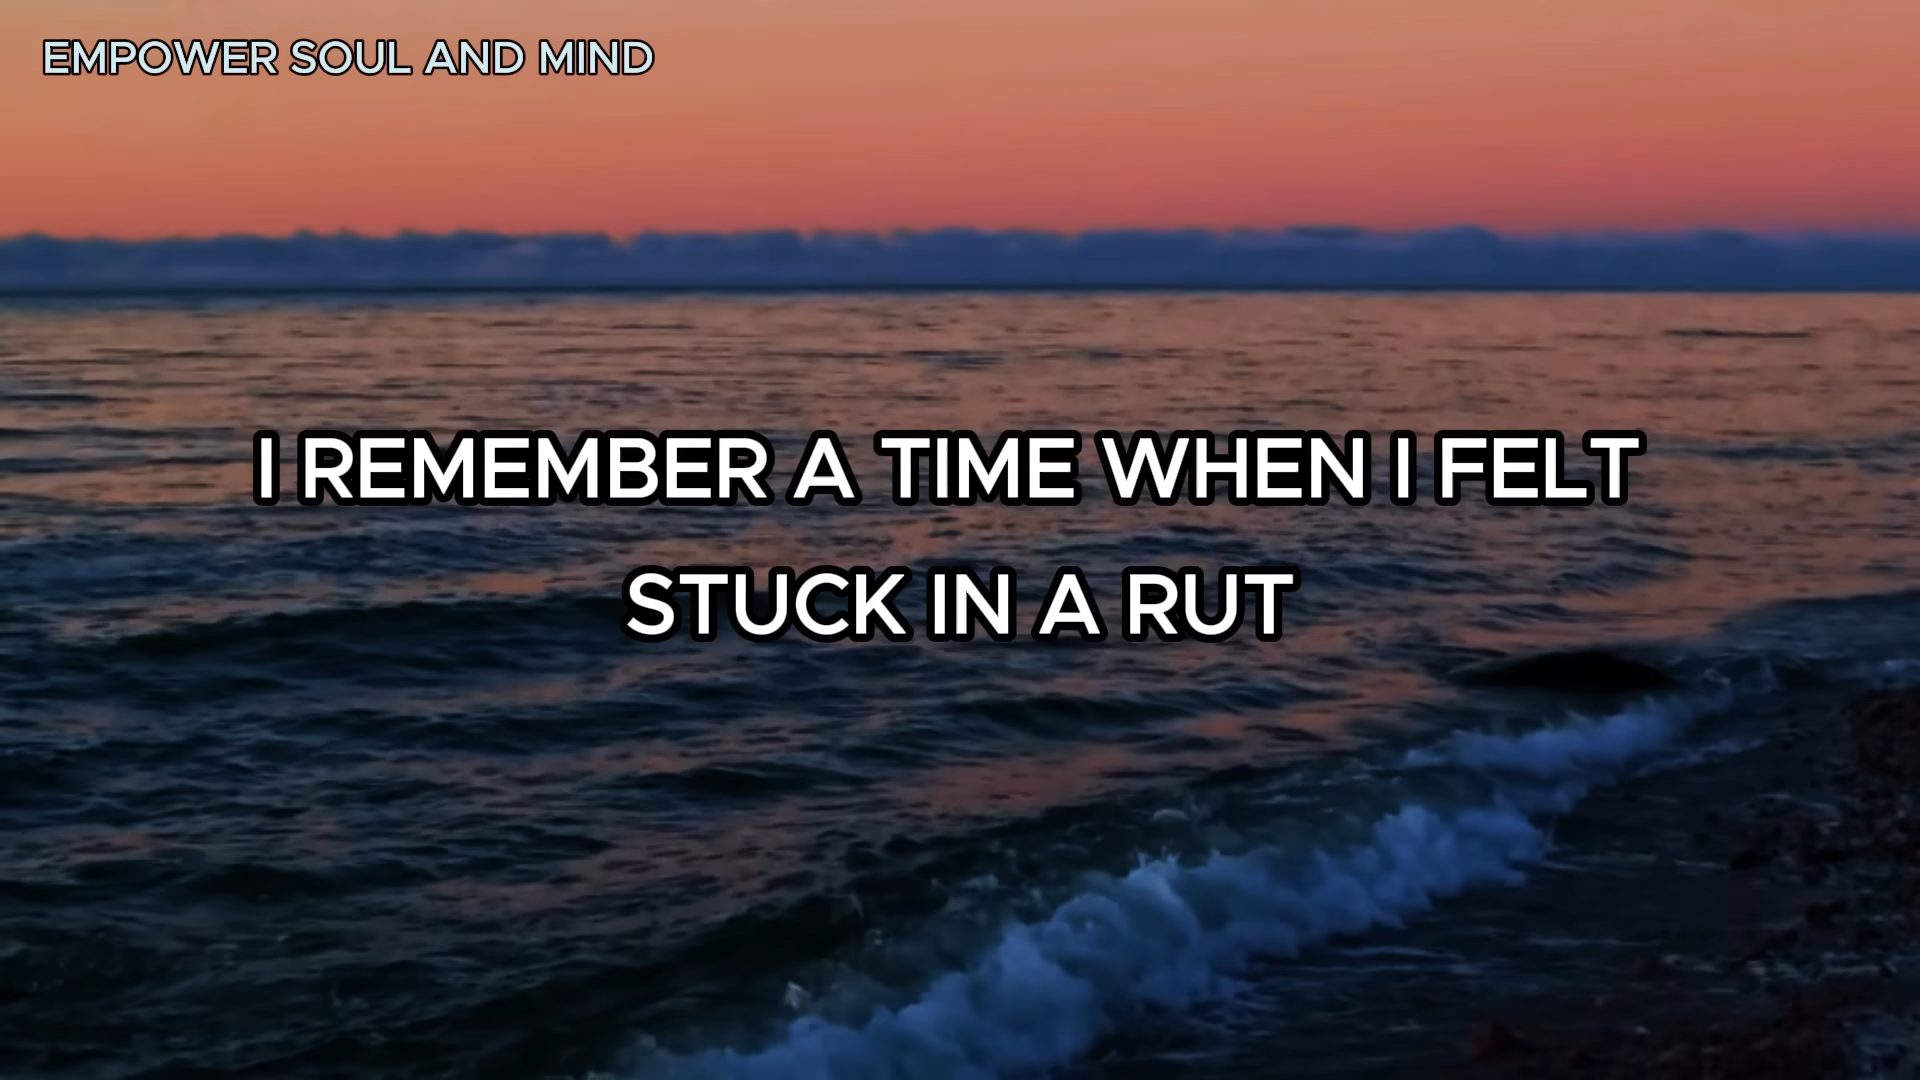 EMPOWER SOUL AND MIND
I REMEMBER A TIME WHEN I FELT
STUCK IN A RUT